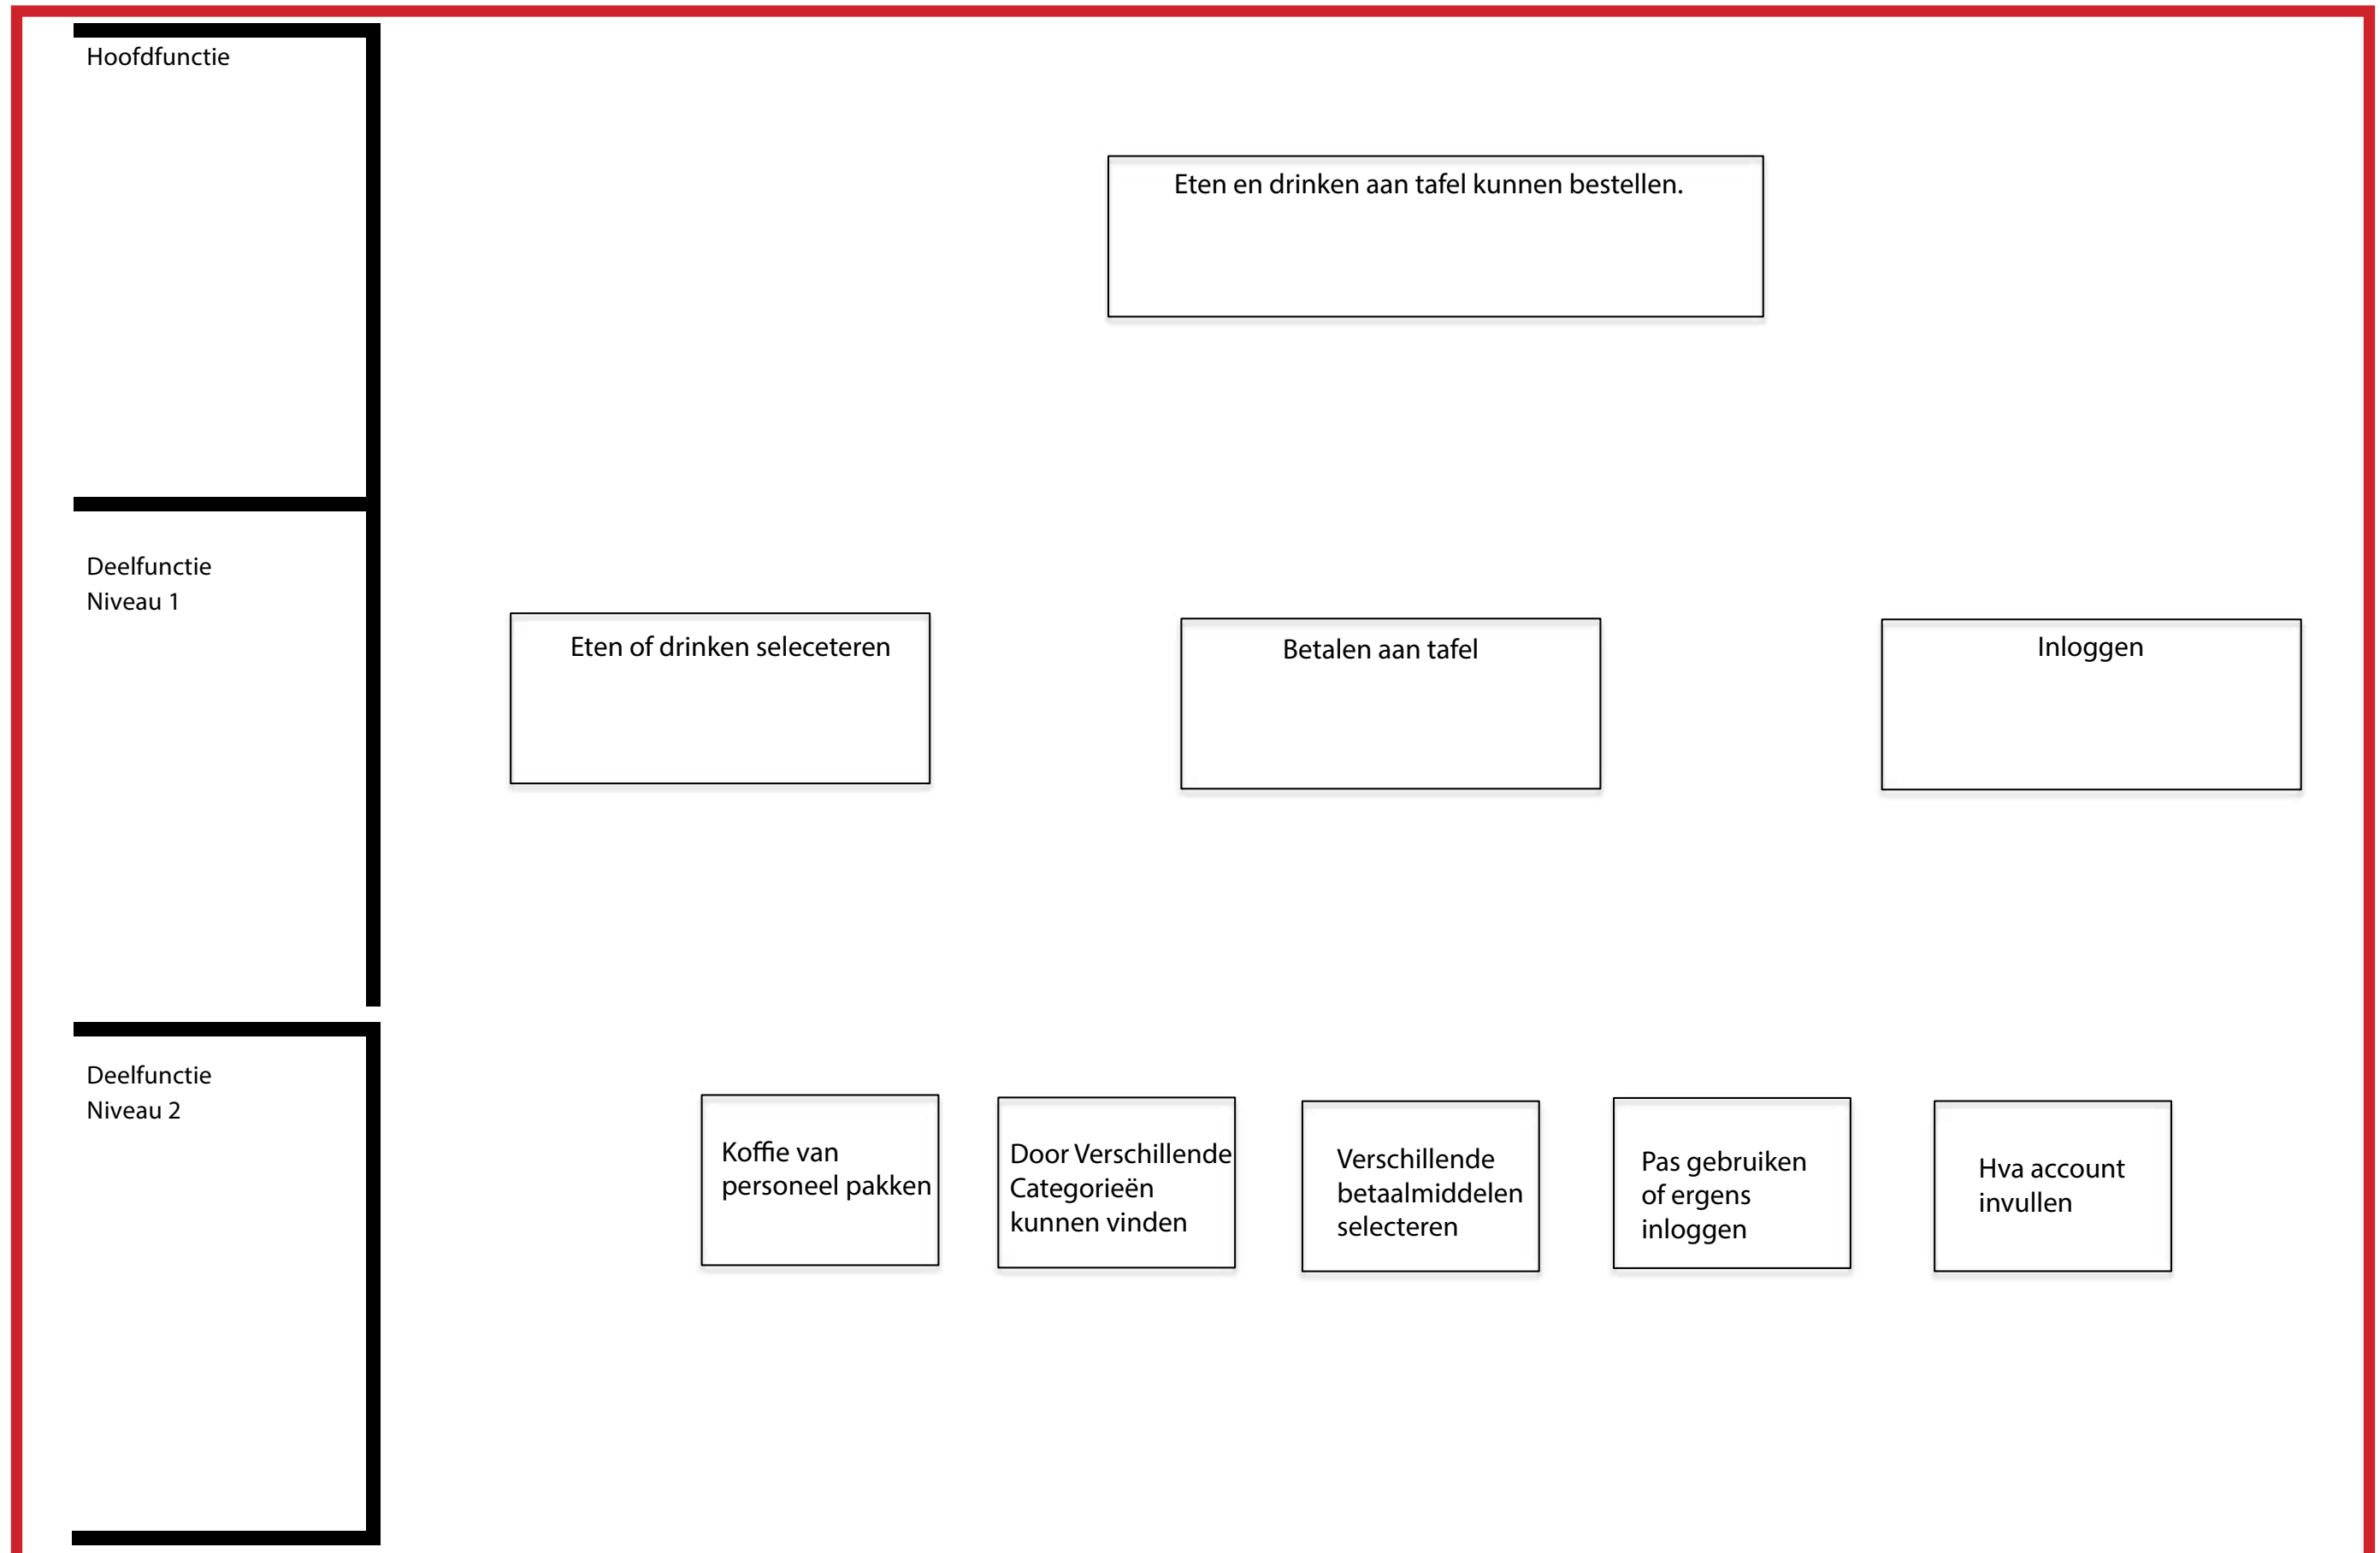 Hoofdfunctie
Eten en drinken aan tafel kunnen bestellen.
Deelfunctie
Niveau 1
Eten of drinken seleceteren
Betalen aan tafel
Inloggen
Deelfunctie
Niveau 2
Koffie van
personeel pakken
Door Verschillende
Categorieën
kunnen vinden
Verschillende
betaalmiddelen
selecteren
Pas gebruiken
of ergens
inloggen
Hva account
invullen